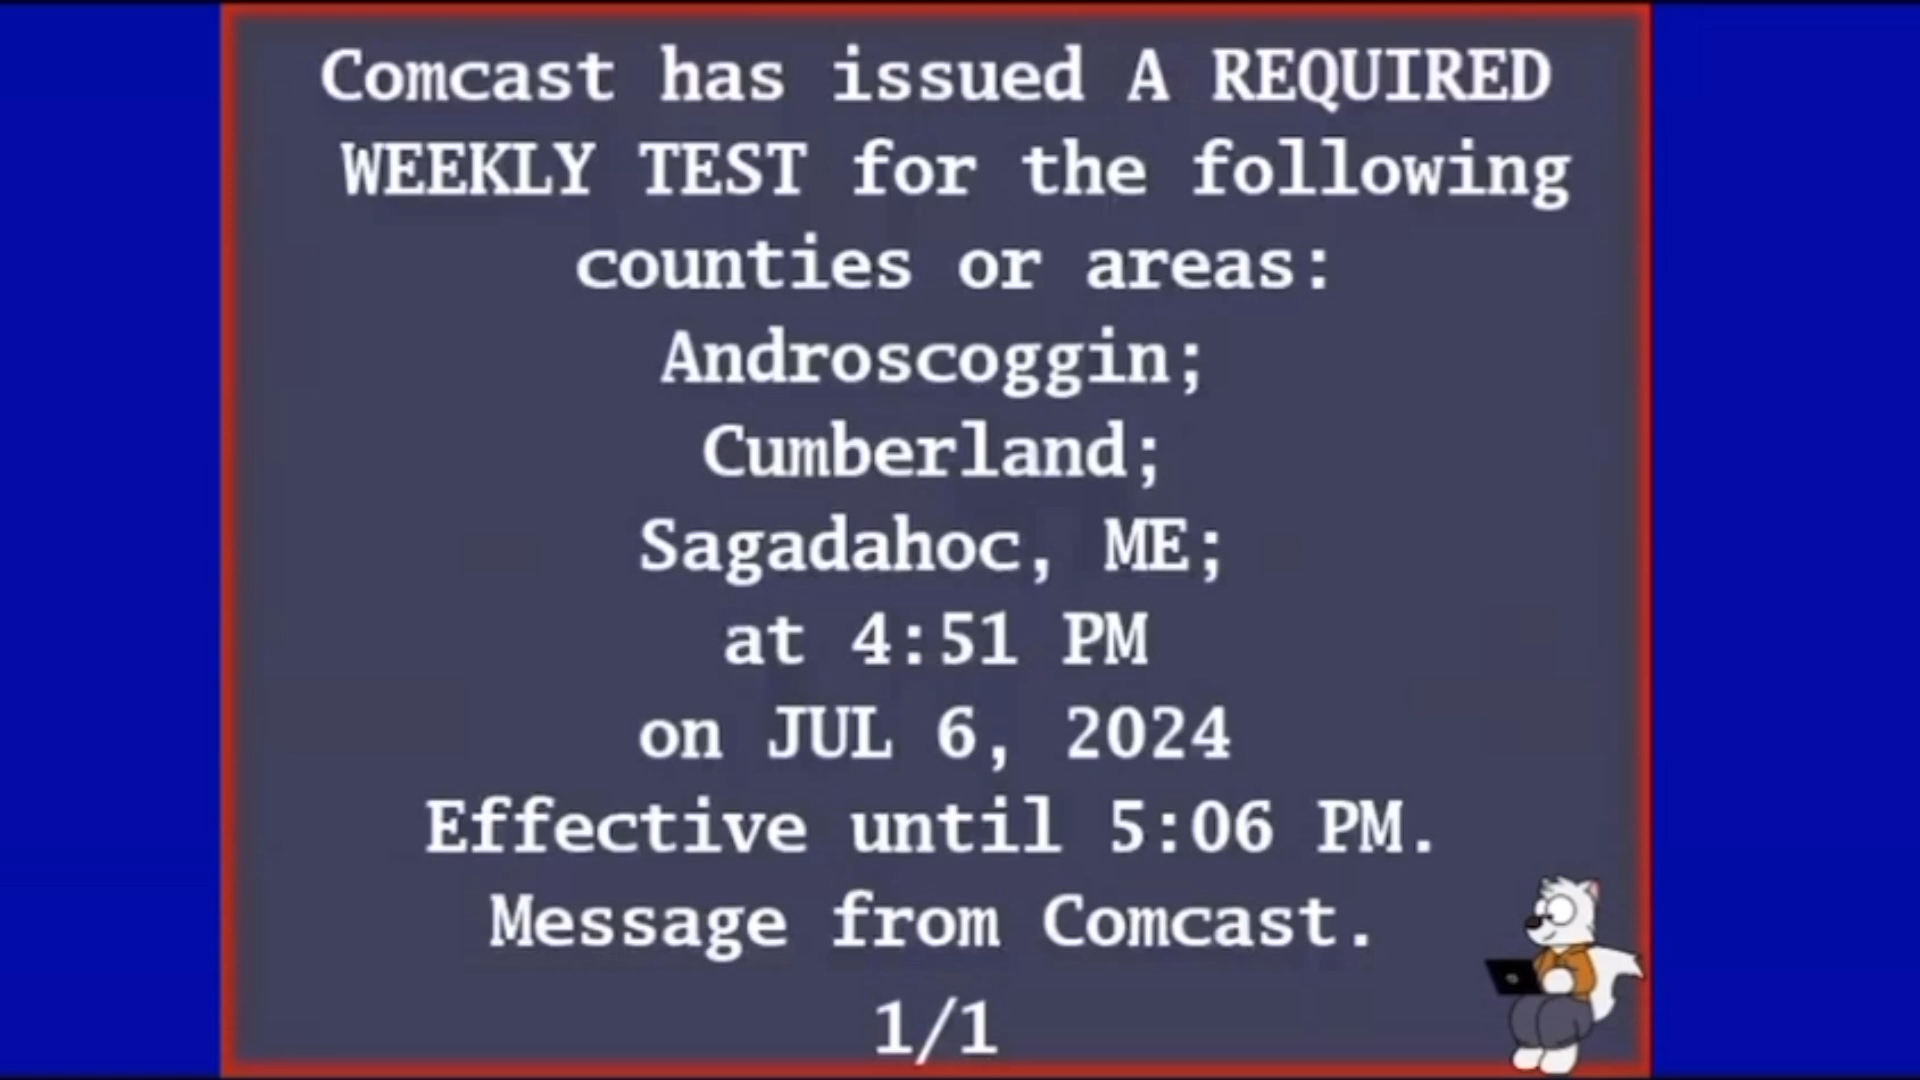 Comcast has issued A REQUIRED
WEEKLY TEST for the following
counties or areas:
Androscoggin;
Cumberland;
Sagadahoc, ME;
at 4:51 PM
on JUL 6, 2024
Effective until 5:06 PM.
Message from Comcast.
1/1